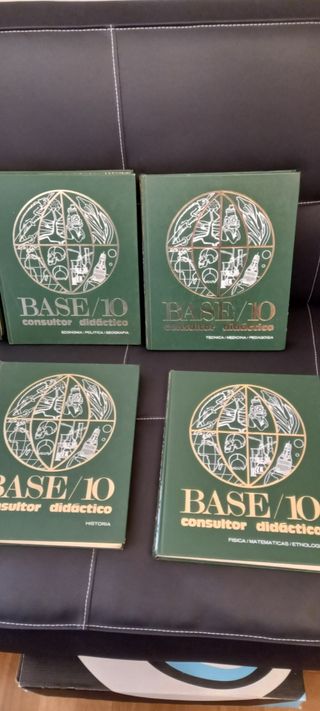 BASE/10
consultor didáctico
ECONOMIA / POLITICA / GEOGRAFIA
BASE/10
consultor didáctico
TECNICA / MEDICINA / PEDAGOGIA
BASE/10
consultor didáctico
HISTORIA
BASE/10
consultor didáctico
FISICA / MATEMATICAS / ETNOLOG